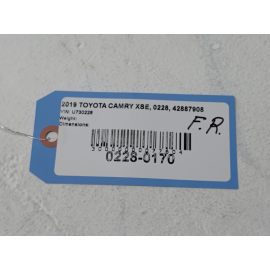 2019 TOYOTA CAMRY XSE, 0228, 42887908
VIN: U730228
Weight:
Dimensions:
0228-0170
F.R.